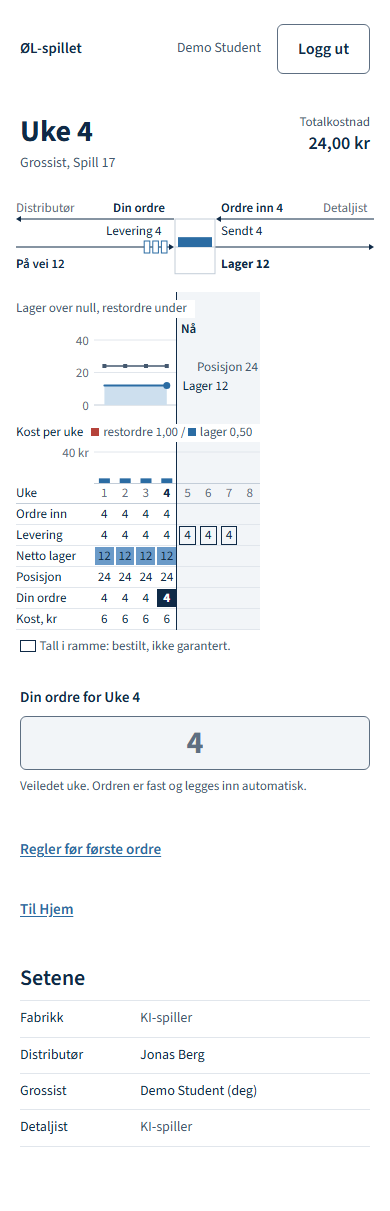 ØL-spillet Demo Student Logg ut
Uke 4 Totalkostnad
24,00 kr
Grossist, Spill 17
Distributør Din ordre Ordre inn 4 Detaljist
Levering 4 Sendt 4
På vei 12 Lager 12
Lager over null, restordre under
Nå
40
Posisjon 24
20
Lager 12
0
Kost per uke restordre 1,00 / lager 0,50
40 kr
Uke 1 2 3 4 5 6 7 8
Ordre inn 4 4 4 4
Levering 4 4 4 4 4 4 4
Netto lager 12 12 12 12
Posisjon 24 24 24 24
Din ordre 4 4 4 4
Kost, kr 6 6 6 6
Tall i ramme: bestilt, ikke garantert.
Din ordre for Uke 4
4
Veiledet uke. Ordren er fast og legges inn automatisk.
Regler før første ordre
Til Hjem
Setene
Fabrikk KI-spiller
Distributør Jonas Berg
Grossist Demo Student (deg)
Detaljist KI-spiller